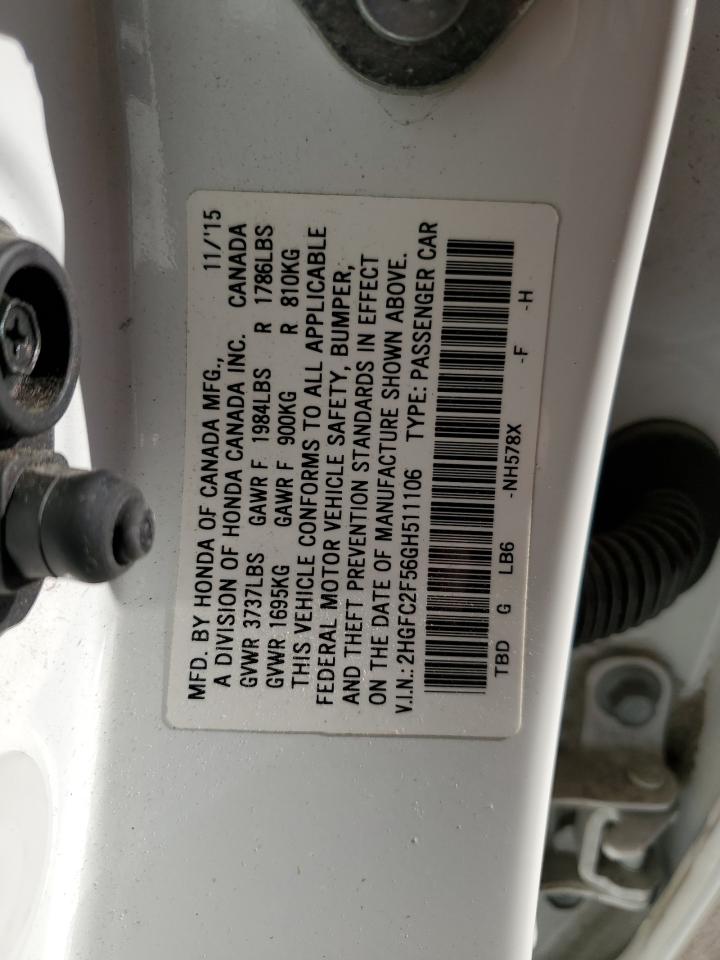 MFD. BY HONDA OF CANADA MFG., 11/'15
A DIVISION OF HONDA CANADA INC. CANADA
GVWR 3737LBS GAWR F 1984LBS R 1786LBS
GVWR 1695KG GAWR F 900KG R 810KG
THIS VEHICLE CONFORMS TO ALL APPLICABLE
FEDERAL MOTOR VEHICLE SAFETY, BUMPER,
AND THEFT PREVENTION STANDARDS IN EFFECT
ON THE DATE OF MANUFACTURE SHOWN ABOVE.
V.I.N.: 2HGFC2F56GH511106 TYPE: PASSENGER CAR
TBD G LB6 -NH578X -F -H